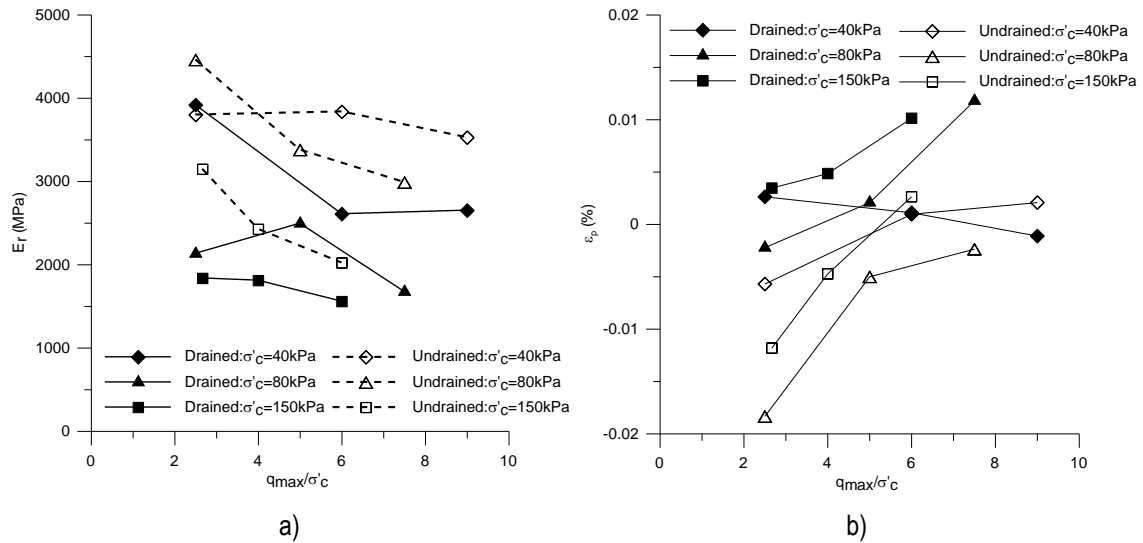 5000
4000
3000
2000
1000
0
Er (MPa)
Drained:σ'c=40kPa
Undrained:σ'c=40kPa
Drained:σ'c=80kPa
Undrained:σ'c=80kPa
Drained:σ'c=150kPa
Undrained:σ'c=150kPa
0 2 4 6 8 10
qmax/σ'c
a)
0.02
0.01
0
-0.01
-0.02
εp (%)
Drained:σ'c=40kPa
Undrained:σ'c=40kPa
Drained:σ'c=80kPa
Undrained:σ'c=80kPa
Drained:σ'c=150kPa
Undrained:σ'c=150kPa
0 2 4 6 8 10
qmax/σ'c
b)